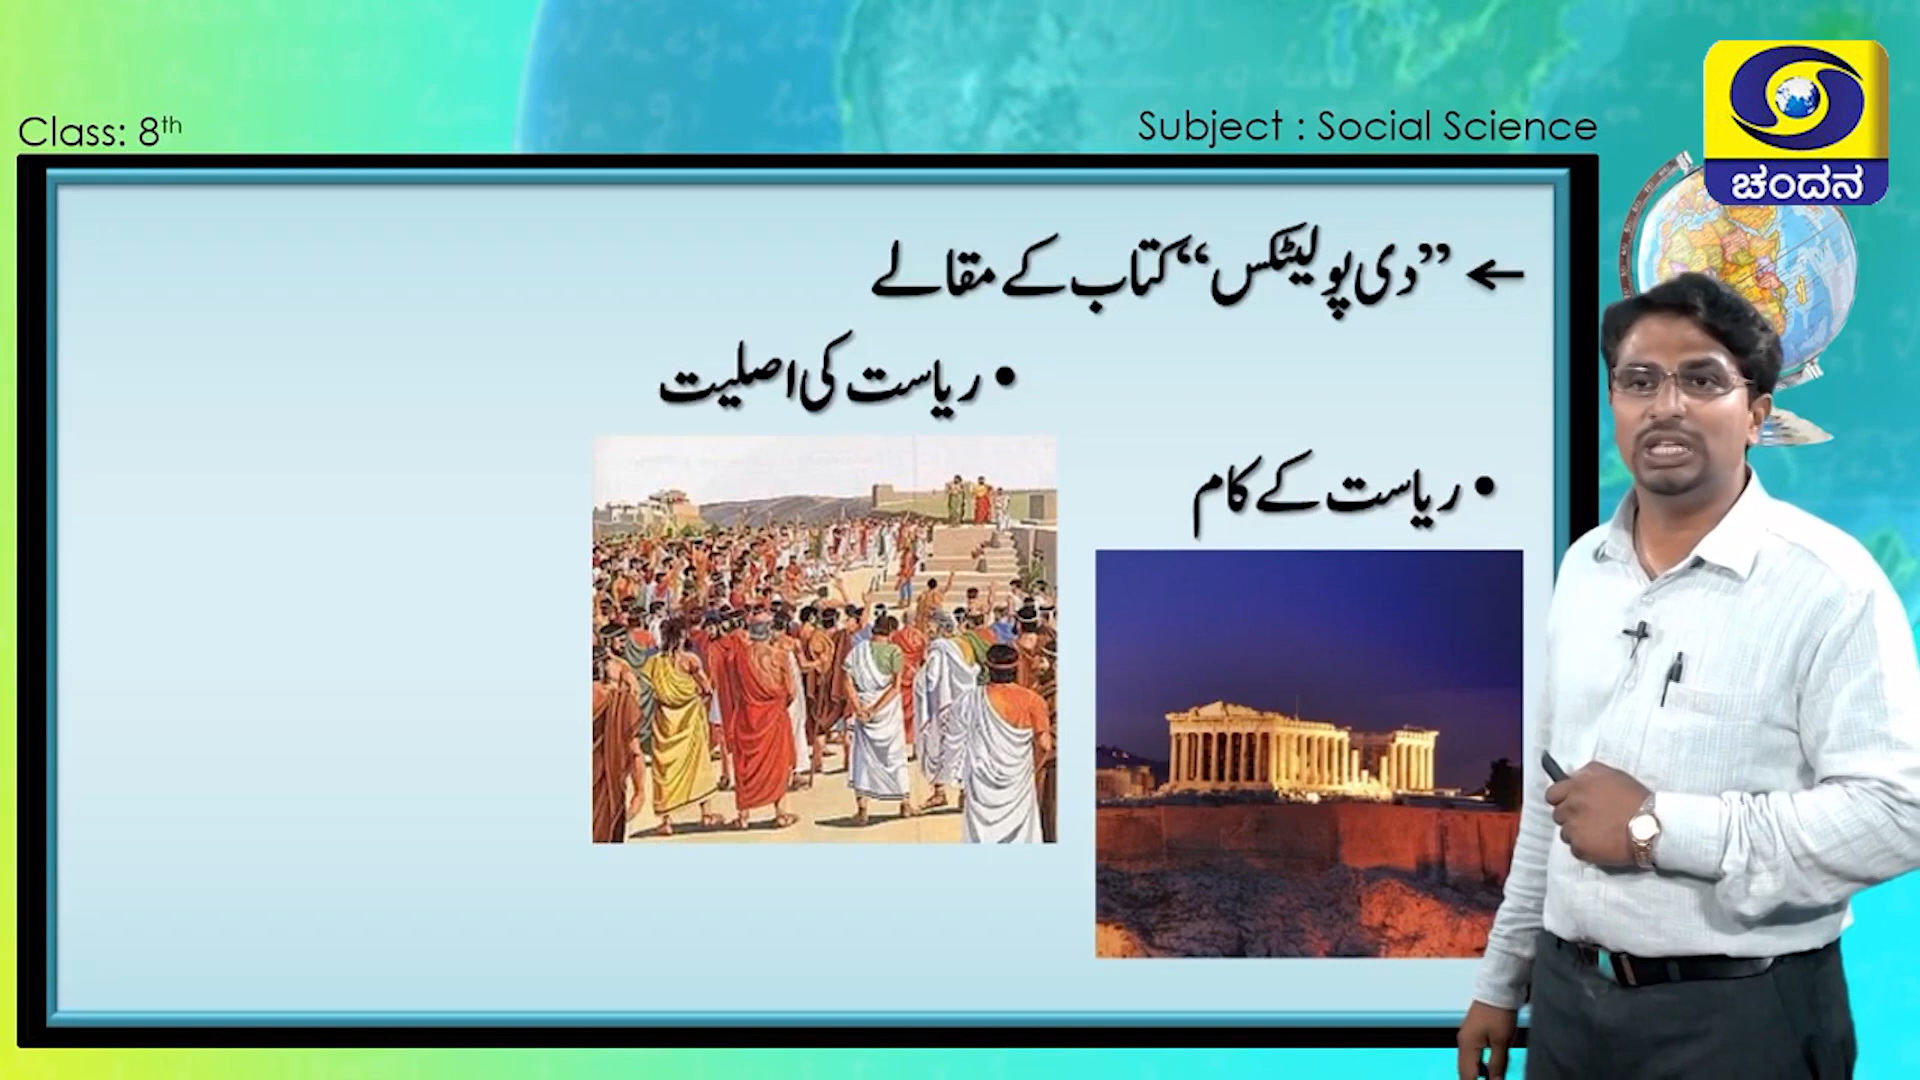 Class: 8th
Subject : Social Science
ಚಂದನ
← ”دی پولیٹکس“ کتاب کے مقالے
• ریاست کی اصلیت
• ریاست کے کام